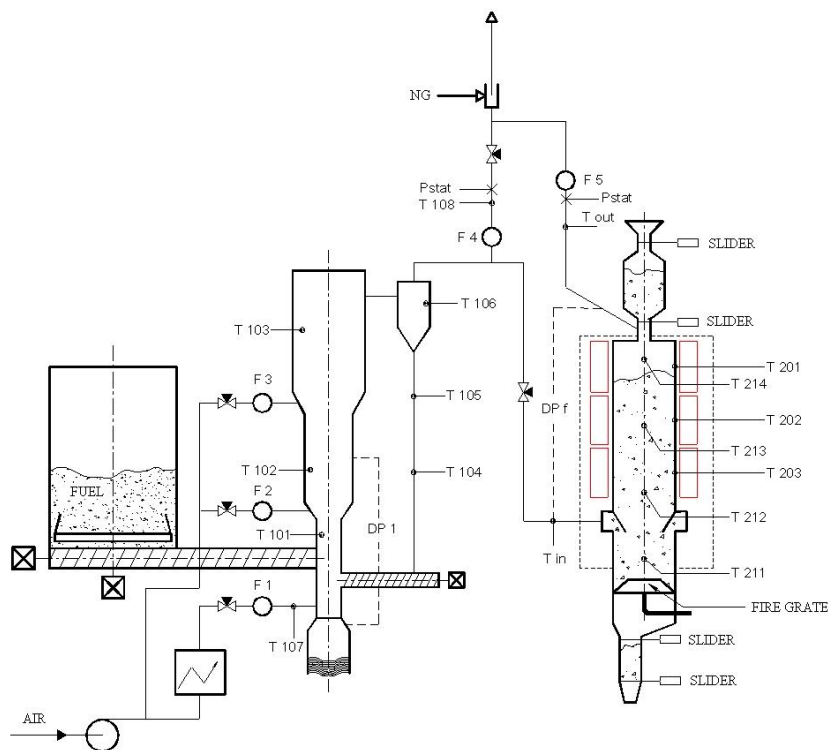 NG
F 5
Pstat
Pstat
T 108
T out
F 4
SLIDER
T 106
T 103
SLIDER
T 201
T 214
F 3
T 105
DP f
T 202
T 213
T 102
T 104
T 203
FUEL
F 2
DP 1
T 212
T 101
T in
T 211
F 1
FIRE GRATE
T 107
SLIDER
SLIDER
AIR